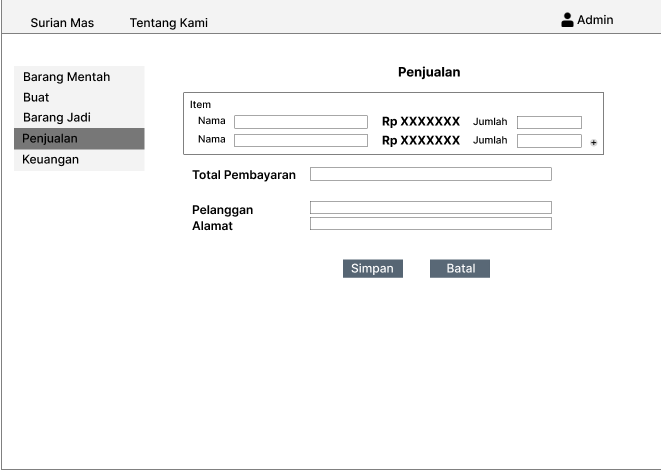 Surian Mas Tentang Kami Admin
Barang Mentah
Buat
Barang Jadi
Penjualan
Keuangan
Penjualan
Item
Nama Rp XXXXXXX Jumlah
Nama Rp XXXXXXX Jumlah +
Total Pembayaran
Pelanggan
Alamat
Simpan Batal